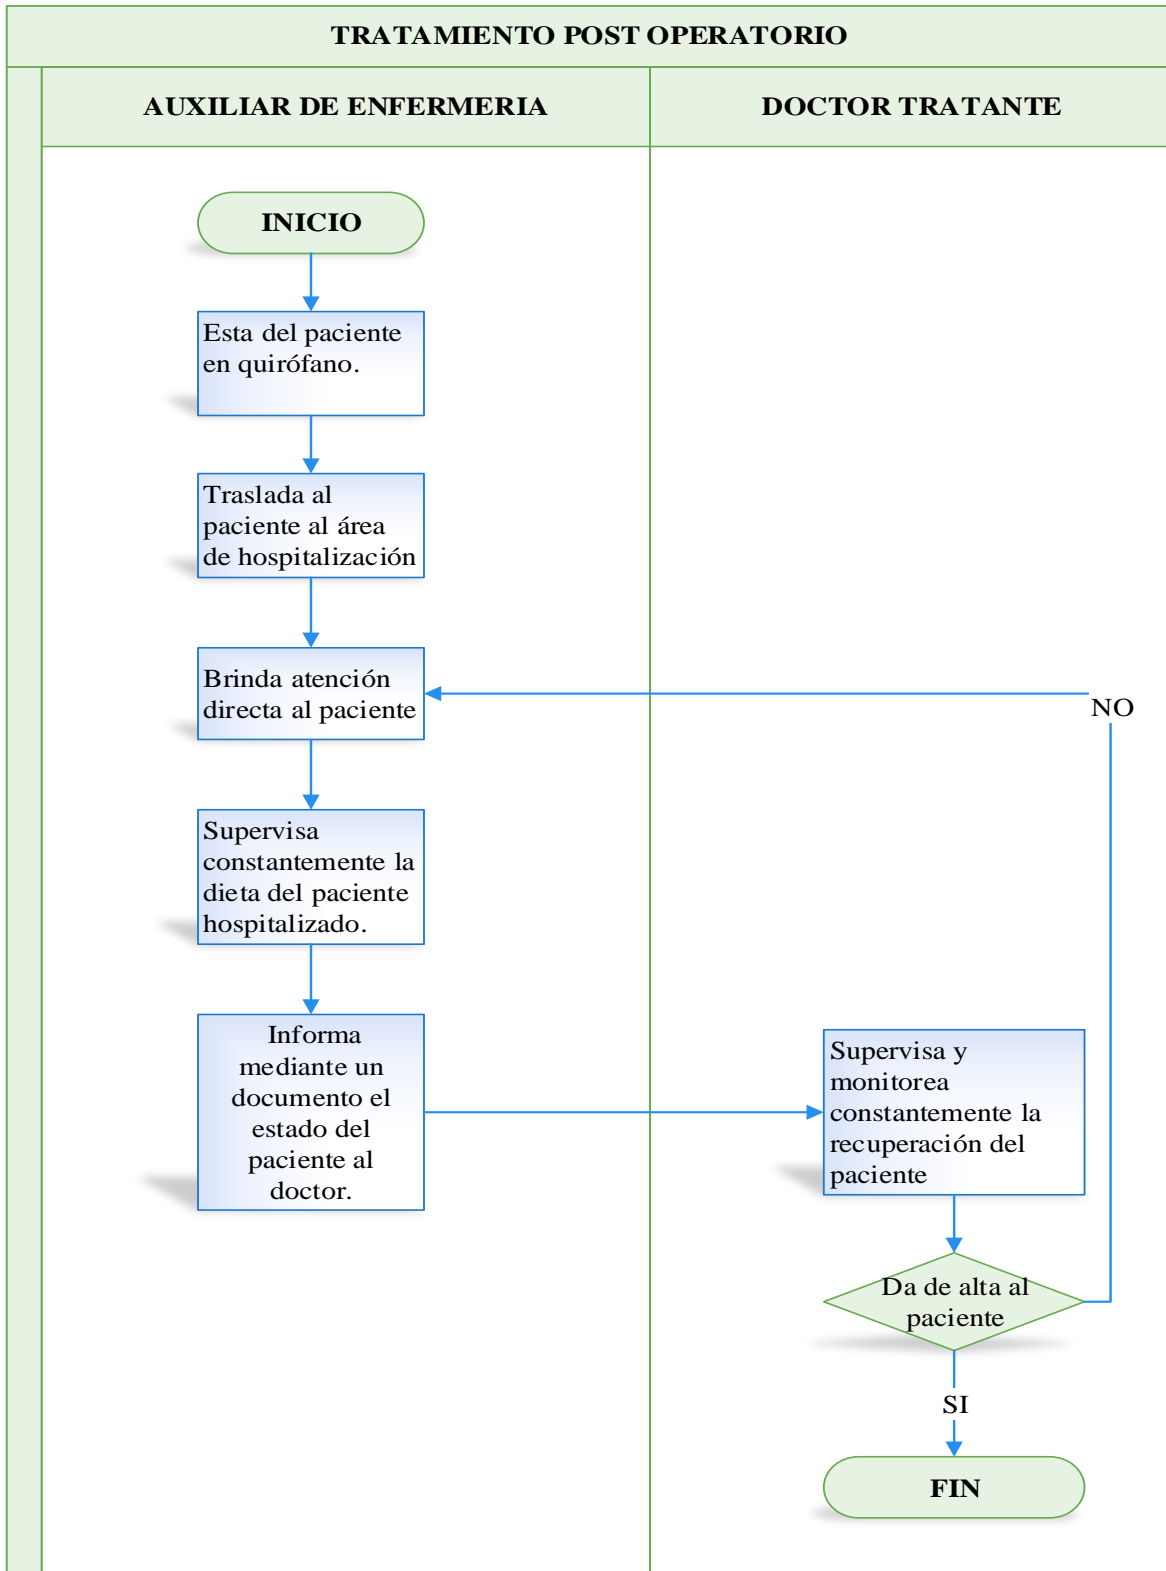 TRATAMIENTO POST OPERATORIO
AUXILIAR DE ENFERMERIA
DOCTOR TRATANTE
INICIO
Esta del paciente
en quirófano.
Traslada al
paciente al área
de hospitalización
Brinda atención
directa al paciente
NO
Supervisa
constantemente la
dieta del paciente
hospitalizado.
Informa
mediante un
documento el
estado del
paciente al
doctor.
Supervisa y
monitorea
constantemente la
recuperación del
paciente
Da de alta al
paciente
SI
FIN